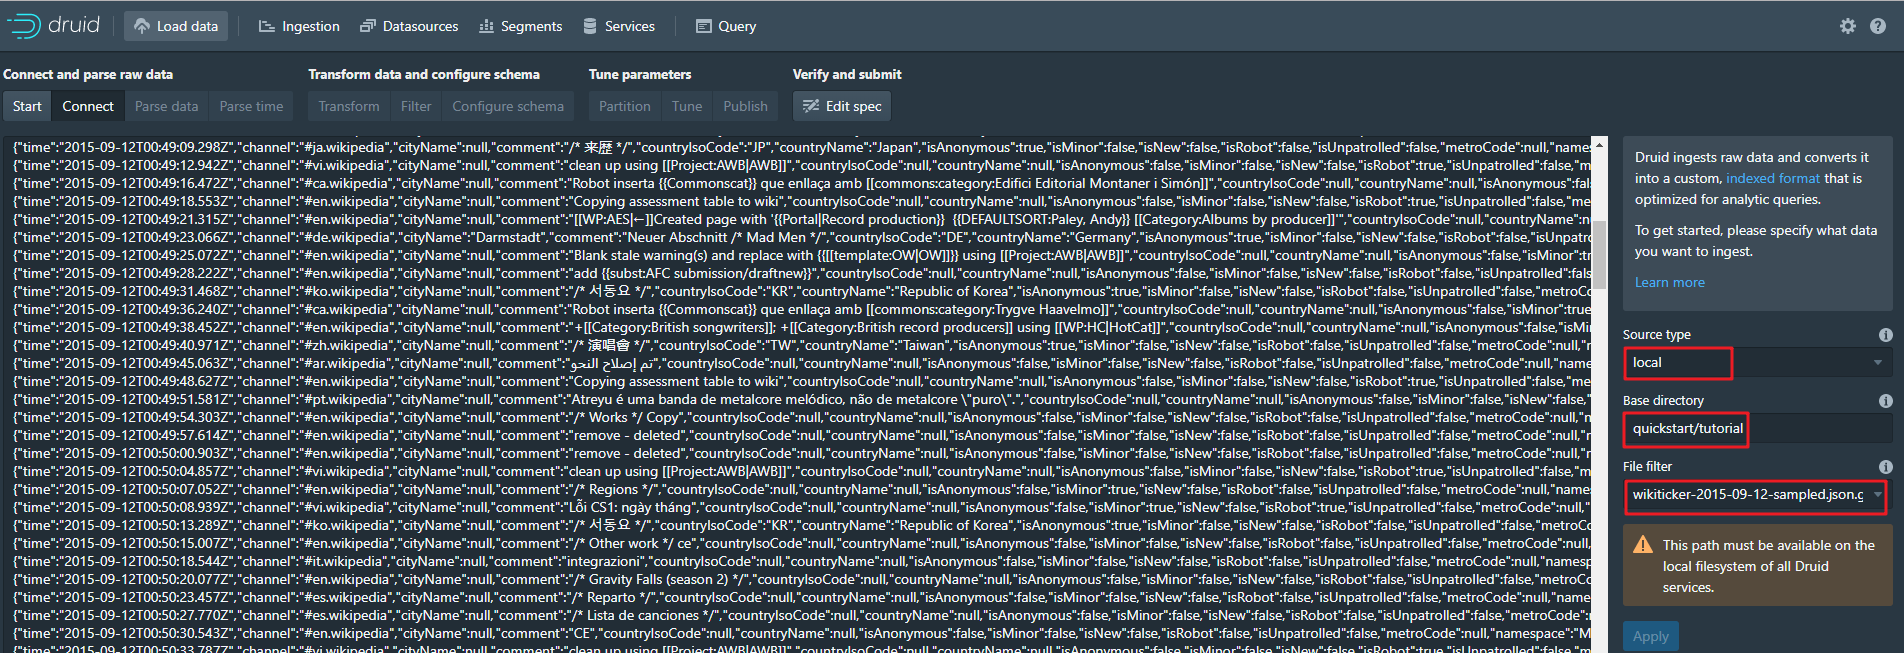 druid Load data Ingestion Datasources Segments Services Query
Connect and parse raw data Transform data and configure schema Tune parameters Verify and submit
Start Connect Parse data Parse time Transform Filter Configure schema Partition Tune Publish Edit spec
{"time":"2015-09-12T00:49:09.298Z","channel":"#ja.wikipedia","cityName":null,"comment":"/* 来歴 */","countryIsoCode":"JP","countryName":"Japan","isAnonymous":true,"isMinor":false,"isNew":false,"isRobot":false,"isUnpatrolled":false,"metroCode":null,"names
{"time":"2015-09-12T00:49:12.942Z","channel":"#vi.wikipedia","cityName":null,"comment":"clean up using [[Project:AWB|AWB]]","countryIsoCode":null,"countryName":null,"isAnonymous":false,"isMinor":false,"isNew":false,"isRobot":true,"isUnpatrolled":false,"me
{"time":"2015-09-12T00:49:16.472Z","channel":"#ca.wikipedia","cityName":null,"comment":"Robot inserta {{Commonscat}} que enllaça amb [[commons:category:Edifici Editorial Montaner i Simón]]","countryIsoCode":null,"countryName":null,"isAnonymous":fal
{"time":"2015-09-12T00:49:18.553Z","channel":"#en.wikipedia","cityName":null,"comment":"Copying assessment table to wiki","countryIsoCode":null,"countryName":null,"isAnonymous":false,"isMinor":false,"isNew":false,"isRobot":true,"isUnpatrolled":false,"me
{"time":"2015-09-12T00:49:21.315Z","channel":"#en.wikipedia","cityName":null,"comment":"[[WP:AES|←]]Created page with '{{Portal|Record production}}  {{DEFAULTSORT:Paley, Andy}} [[Category:Albums by producer]]'","countryIsoCode":null,"countryName":n
{"time":"2015-09-12T00:49:23.066Z","channel":"#de.wikipedia","cityName":"Darmstadt","comment":"Neuer Abschnitt /* Mad Men */","countryIsoCode":"DE","countryName":"Germany","isAnonymous":true,"isMinor":false,"isNew":false,"isRobot":false,"isUnpatro
{"time":"2015-09-12T00:49:25.072Z","channel":"#en.wikipedia","cityName":null,"comment":"Blank stale warning(s) and replace with {{[[template:OW|OW]]}} using [[Project:AWB|AWB]]","countryIsoCode":null,"countryName":null,"isAnonymous":false,"isMinor
{"time":"2015-09-12T00:49:28.222Z","channel":"#en.wikipedia","cityName":null,"comment":"add {{subst:AFC submission/draftnew}}","countryIsoCode":null,"countryName":null,"isAnonymous":false,"isMinor":false,"isNew":false,"isRobot":false,"isUnpatrolled":fal
{"time":"2015-09-12T00:49:31.468Z","channel":"#ko.wikipedia","cityName":null,"comment":"/* 서동요 */","countryIsoCode":"KR","countryName":"Republic of Korea","isAnonymous":true,"isMinor":false,"isNew":false,"isRobot":false,"isUnpatrolled":false,"metroC
{"time":"2015-09-12T00:49:36.240Z","channel":"#ca.wikipedia","cityName":null,"comment":"Robot inserta {{Commonscat}} que enllaça amb [[commons:category:Trygve Haavelmo]]","countryIsoCode":null,"countryName":null,"isAnonymous":false,"isMinor":true
{"time":"2015-09-12T00:49:38.452Z","channel":"#en.wikipedia","cityName":null,"comment":"+[[Category:British songwriters]]; +[[Category:British record producers]] using [[WP:HC|HotCat]]","countryIsoCode":null,"countryName":null,"isAnonymous":false,"isMi
{"time":"2015-09-12T00:49:40.971Z","channel":"#zh.wikipedia","cityName":null,"comment":"/* 演唱會 */","countryIsoCode":"TW","countryName":"Taiwan","isAnonymous":true,"isMinor":false,"isNew":false,"isRobot":false,"isUnpatrolled":false,"metroCode":null,"n
{"time":"2015-09-12T00:49:45.063Z","channel":"#ar.wikipedia","cityName":null,"comment":"تم إصلاح النحو","countryIsoCode":null,"countryName":null,"isAnonymous":false,"isMinor":false,"isNew":false,"isRobot":false,"isUnpatrolled":false,"metroCode":null,
{"time":"2015-09-12T00:49:48.627Z","channel":"#en.wikipedia","cityName":null,"comment":"Copying assessment table to wiki","countryIsoCode":null,"countryName":null,"isAnonymous":false,"isMinor":false,"isNew":false,"isRobot":true,"isUnpatrolled":false,"me
{"time":"2015-09-12T00:49:51.581Z","channel":"#pt.wikipedia","cityName":null,"comment":"Atreyu é uma banda de metalcore melódico, não de metalcore \"puro\".","countryIsoCode":null,"countryName":null,"isAnonymous":false,"isMinor":false,"isNew":false,
{"time":"2015-09-12T00:49:54.303Z","channel":"#en.wikipedia","cityName":null,"comment":"/* Works */ Copy","countryIsoCode":null,"countryName":null,"isAnonymous":false,"isMinor":false,"isNew":false,"isRobot":false,"isUnpatrolled":false,"metroCode":null,"n
{"time":"2015-09-12T00:49:57.614Z","channel":"#en.wikipedia","cityName":null,"comment":"remove - deleted","countryIsoCode":null,"countryName":null,"isAnonymous":false,"isMinor":false,"isNew":false,"isRobot":false,"isUnpatrolled":false,"metroCode":null,
{"time":"2015-09-12T00:50:00.903Z","channel":"#en.wikipedia","cityName":null,"comment":"remove - deleted","countryIsoCode":null,"countryName":null,"isAnonymous":false,"isMinor":false,"isNew":false,"isRobot":false,"isUnpatrolled":false,"metroCode":null,
{"time":"2015-09-12T00:50:04.857Z","channel":"#vi.wikipedia","cityName":null,"comment":"clean up using [[Project:AWB|AWB]]","countryIsoCode":null,"countryName":null,"isAnonymous":false,"isMinor":false,"isNew":false,"isRobot":true,"isUnpatrolled":false,"m
{"time":"2015-09-12T00:50:07.052Z","channel":"#en.wikipedia","cityName":null,"comment":"/* Regions */","countryIsoCode":null,"countryName":null,"isAnonymous":false,"isMinor":true,"isNew":false,"isRobot":false,"isUnpatrolled":false,"metroCode":null,"name
{"time":"2015-09-12T00:50:08.939Z","channel":"#vi.wikipedia","cityName":null,"comment":"Lỗi CS1: ngày tháng","countryIsoCode":null,"countryName":null,"isAnonymous":false,"isMinor":true,"isNew":false,"isRobot":true,"isUnpatrolled":false,"metroCode":null,
{"time":"2015-09-12T00:50:13.289Z","channel":"#ko.wikipedia","cityName":null,"comment":"/* 서동요 */","countryIsoCode":"KR","countryName":"Republic of Korea","isAnonymous":true,"isMinor":false,"isNew":false,"isRobot":false,"isUnpatrolled":false,"metroC
{"time":"2015-09-12T00:50:15.007Z","channel":"#en.wikipedia","cityName":null,"comment":"/* Other work */ ce","countryIsoCode":null,"countryName":null,"isAnonymous":false,"isMinor":false,"isNew":false,"isRobot":false,"isUnpatrolled":false,"metroCode":null,
{"time":"2015-09-12T00:50:18.544Z","channel":"#it.wikipedia","cityName":null,"comment":"integrazioni","countryIsoCode":null,"countryName":null,"isAnonymous":false,"isMinor":false,"isNew":false,"isRobot":false,"isUnpatrolled":false,"metroCode":null,"namesp
{"time":"2015-09-12T00:50:20.077Z","channel":"#en.wikipedia","cityName":null,"comment":"/* Gravity Falls (season 2) */","countryIsoCode":null,"countryName":null,"isAnonymous":false,"isMinor":false,"isNew":false,"isRobot":false,"isUnpatrolled":false,"metroC
{"time":"2015-09-12T00:50:23.457Z","channel":"#es.wikipedia","cityName":null,"comment":"/* Reparto */","countryIsoCode":null,"countryName":null,"isAnonymous":false,"isMinor":false,"isNew":false,"isRobot":false,"isUnpatrolled":false,"metroCode":null,"name
{"time":"2015-09-12T00:50:27.770Z","channel":"#es.wikipedia","cityName":null,"comment":"/* Lista de canciones */","countryIsoCode":null,"countryName":null,"isAnonymous":false,"isMinor":false,"isNew":false,"isRobot":false,"isUnpatrolled":false,"metroCode":n
{"time":"2015-09-12T00:50:30.543Z","channel":"#en.wikipedia","cityName":null,"comment":"CE","countryIsoCode":null,"countryName":null,"isAnonymous":false,"isMinor":false,"isNew":false,"isRobot":false,"isUnpatrolled":false,"metroCode":null,"namespace":"M
{"time":"2015-09-12T00:50:33.787Z","channel":"#vi.wikipedia","cityName":null,"comment":"clean up using [[Project:AWB|AWB]]","countryIsoCode":null,"countryName":null,"isAnonymous":false,"isMinor":false,"isNew":false,"isRobot":true,"isUnpatrolled":false,"m
Druid ingests raw data and converts it
into a custom, indexed format that is
optimized for analytic queries.
To get started, please specify what data
you want to ingest.
Learn more
Source type
local
Base directory
quickstart/tutorial
File filter
wikiticker-2015-09-12-sampled.json.g
This path must be available on the
local filesystem of all Druid
services.
Apply